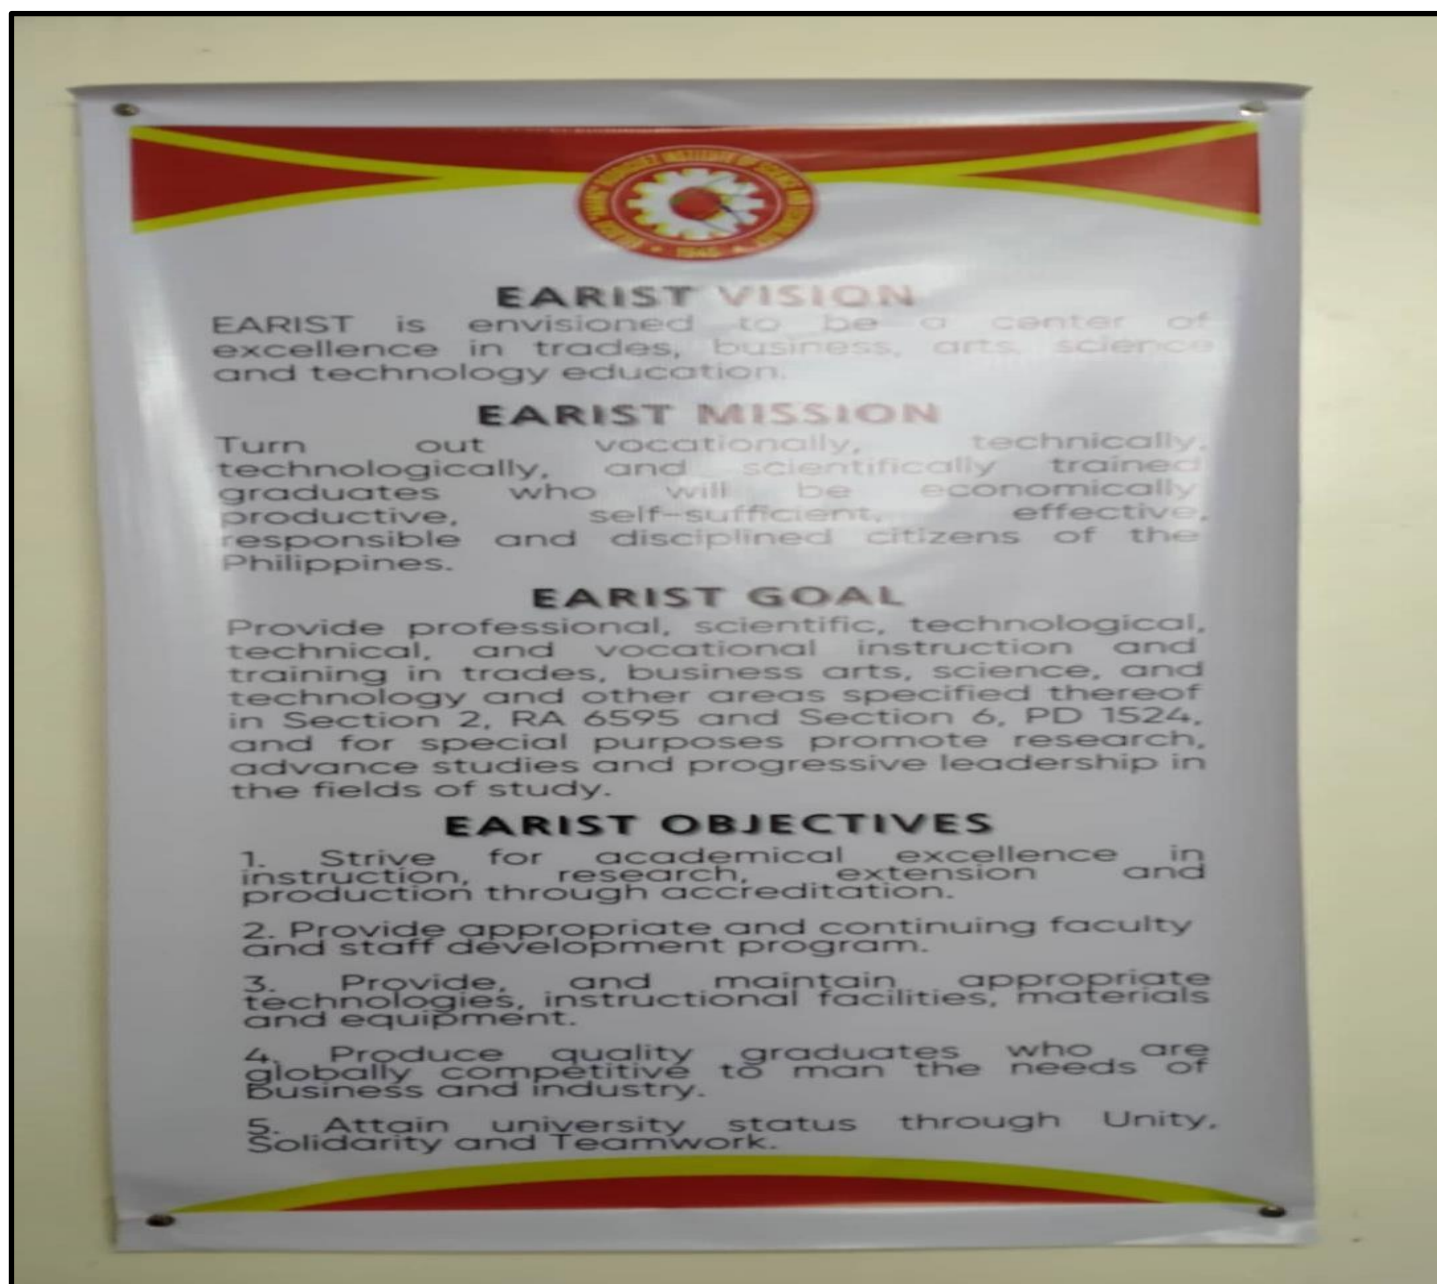 RODRIGUEZ INSTITUTE OF SCIENCE AND TECHNOLOGY
1945
EARIST VISION
EARIST is envisioned to be a center of
excellence in trades, business, arts, science
and technology education.
EARIST MISSION
Turn out vocationally, technically,
technologically, and scientifically trained
graduates who will be economically
productive, self-sufficient, effective,
responsible and disciplined citizens of the
Philippines.
EARIST GOAL
Provide professional, scientific, technological,
technical, and vocational instruction and
training in trades, business arts, science, and
technology and other areas specified thereof
in Section 2, RA 6595 and Section 6, PD 1524,
and for special purposes promote research,
advance studies and progressive leadership in
the fields of study.
EARIST OBJECTIVES
1. Strive for academical excellence in
instruction, research, extension and
production through accreditation.
2. Provide appropriate and continuing faculty
and staff development program.
3. Provide, and maintain appropriate
technologies, instructional facilities, materials
and equipment.
4. Produce quality graduates who are
globally competitive to man the needs of
Business and industry.
5. Attain university status through Unity,
Solidarity and Teamwork.